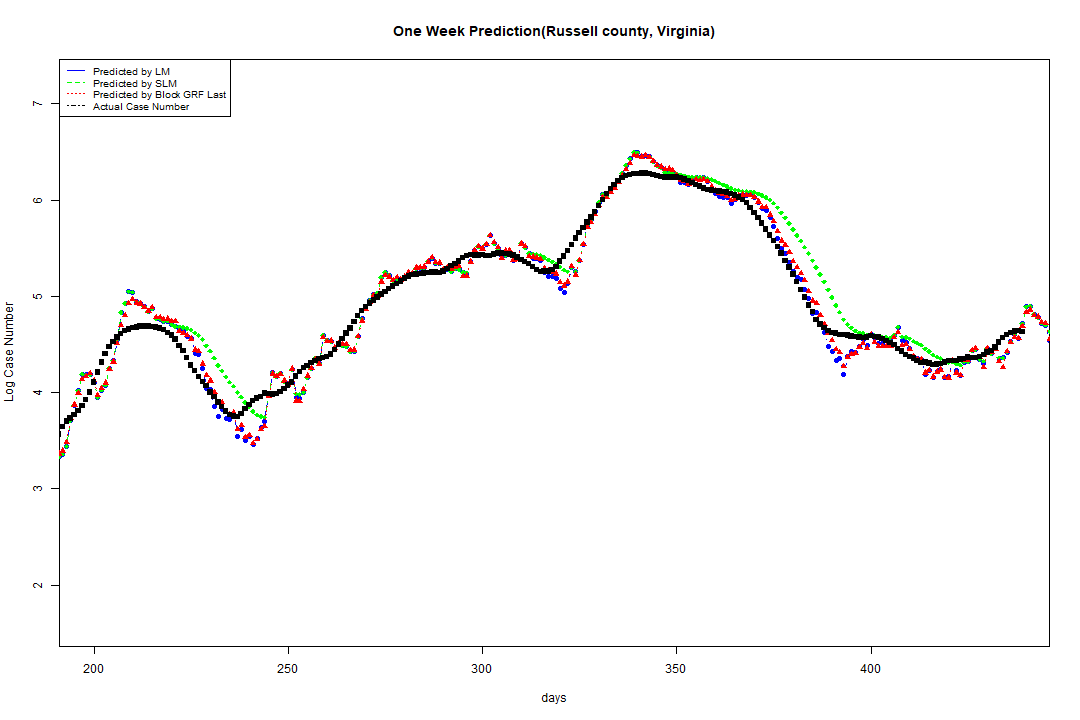 One Week Prediction(Russell county, Virginia)
Predicted by LM
Predicted by SLM
Predicted by Block GRF Last
Actual Case Number
7
6
5
4
3
2
Log Case Number
200 250 300 350 400
days